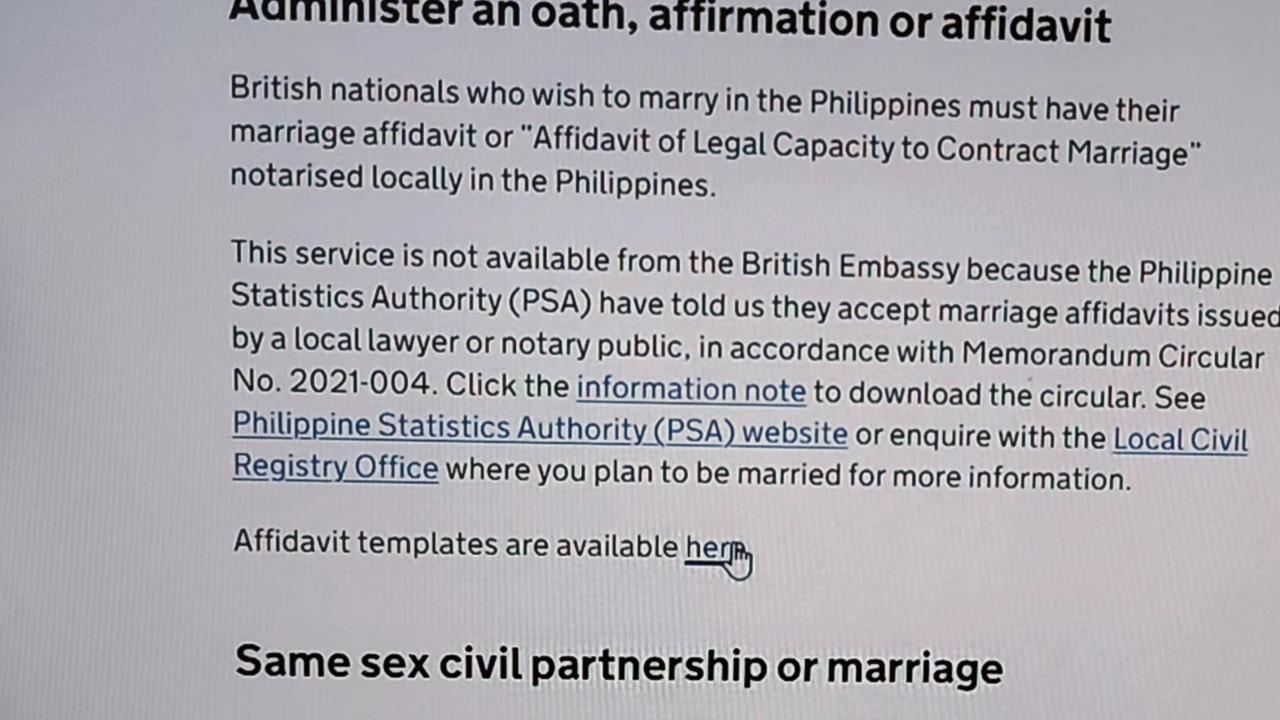 Administer an oath, affirmation or affidavit
British nationals who wish to marry in the Philippines must have their
marriage affidavit or "Affidavit of Legal Capacity to Contract Marriage"
notarised locally in the Philippines.
This service is not available from the British Embassy because the Philippine
Statistics Authority (PSA) have told us they accept marriage affidavits issued
by a local lawyer or notary public, in accordance with Memorandum Circular
No. 2021-004. Click the information note to download the circular. See
Philippine Statistics Authority (PSA) website or enquire with the Local Civil
Registry Office where you plan to be married for more information.
Affidavit templates are available here
Same sex civil partnership or marriage